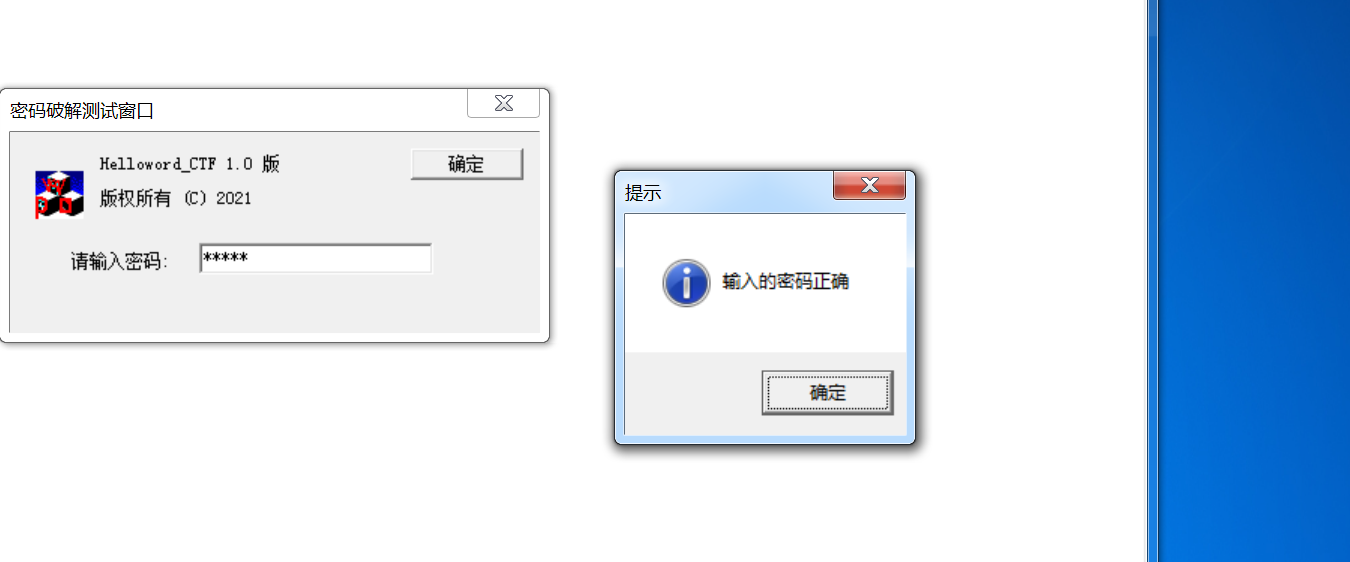 密码破解测试窗口
Helloword_CTF 1.0 版
确定
版权所有 (C) 2021
请输入密码:
*****
提示
输入的密码正确
确定